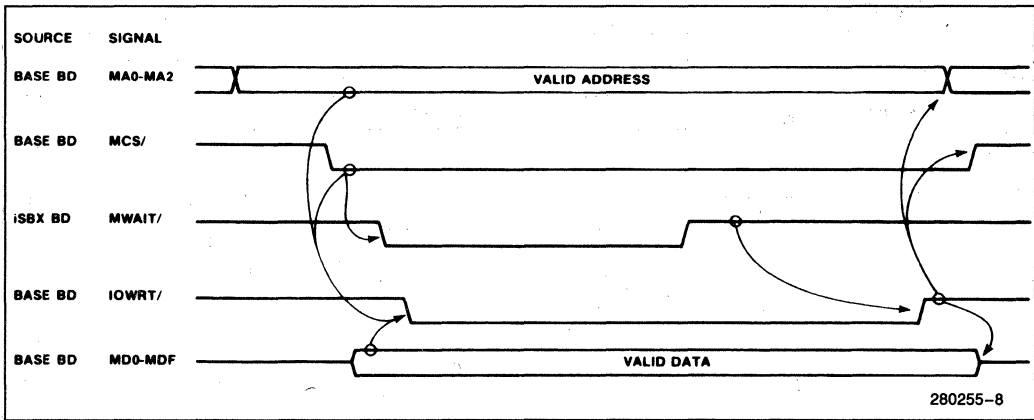 SOURCE SIGNAL
BASE BD MA0-MA2 VALID ADDRESS
BASE BD MCS/
iSBX BD MWAIT/
BASE BD IOWRT/
BASE BD MD0-MDF VALID DATA
280255-8